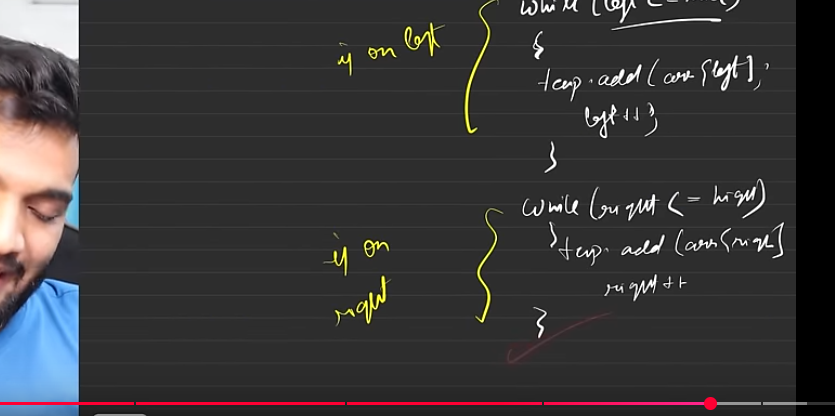 while (left <= mid)
if on left
{
temp.add(arr[left];
left++;
}
while (right <= high)
if on
right
}temp.add(arr[right]
right++
}